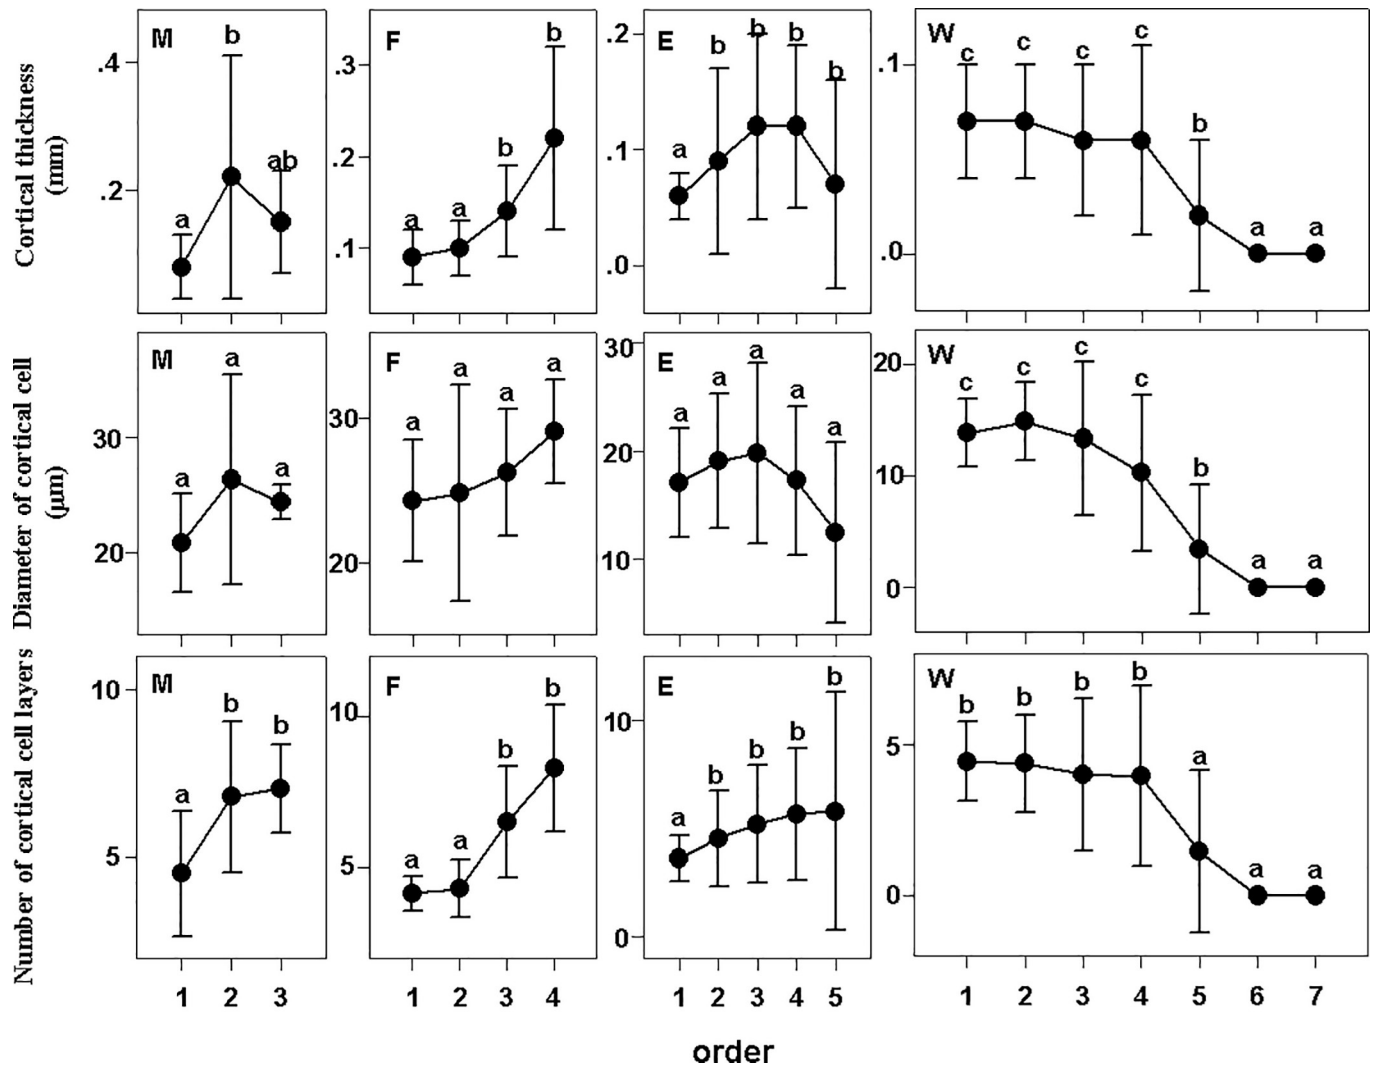 Cortical thickness
(mm)
M
.4
.2
a
b
ab
F
.3
.2
.1
a
a
b
b
E
.2
.1
.0
a
b
b
b
b
W
.1
.0
c
c
c
c
b
a
a
Diameter of cortical cell
(µm)
M
30
20
a
a
a
F
30
20
a
a
a
a
E
30
20
10
a
a
a
a
a
W
20
10
0
c
c
c
c
b
a
a
Number of cortical cell layers
M
10
5
a
b
b
1 2 3
F
10
5
a
a
b
b
1 2 3 4
E
10
0
a
b
b
b
b
1 2 3 4 5
W
5
0
b
b
b
b
a
a
a
1 2 3 4 5 6 7
order